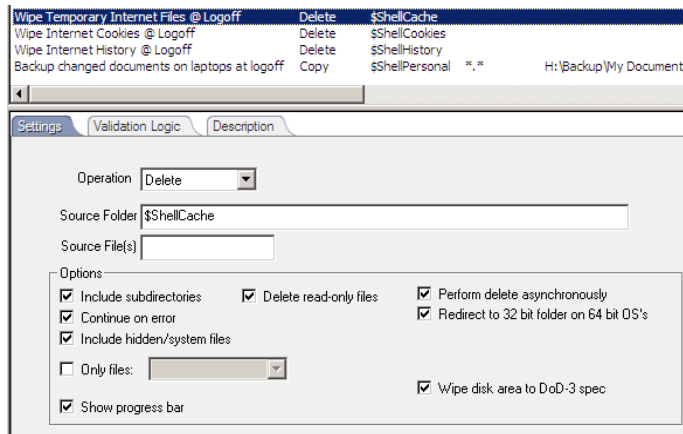 Wipe Temporary Internet Files @ Logoff Delete $ShellCache
Wipe Internet Cookies @ Logoff Delete $ShellCookies
Wipe Internet History @ Logoff Delete $ShellHistory
Backup changed documents on laptops at logoff Copy $ShellPersonal *.* H:\Backup\My Document
Settings Validation Logic Description
Operation Delete
Source Folder $ShellCache
Source File(s)
Options
Include subdirectories Delete read-only files Perform delete asynchronously
Continue on error Redirect to 32 bit folder on 64 bit OS's
Include hidden/system files
Only files:
Wipe disk area to DoD-3 spec
Show progress bar